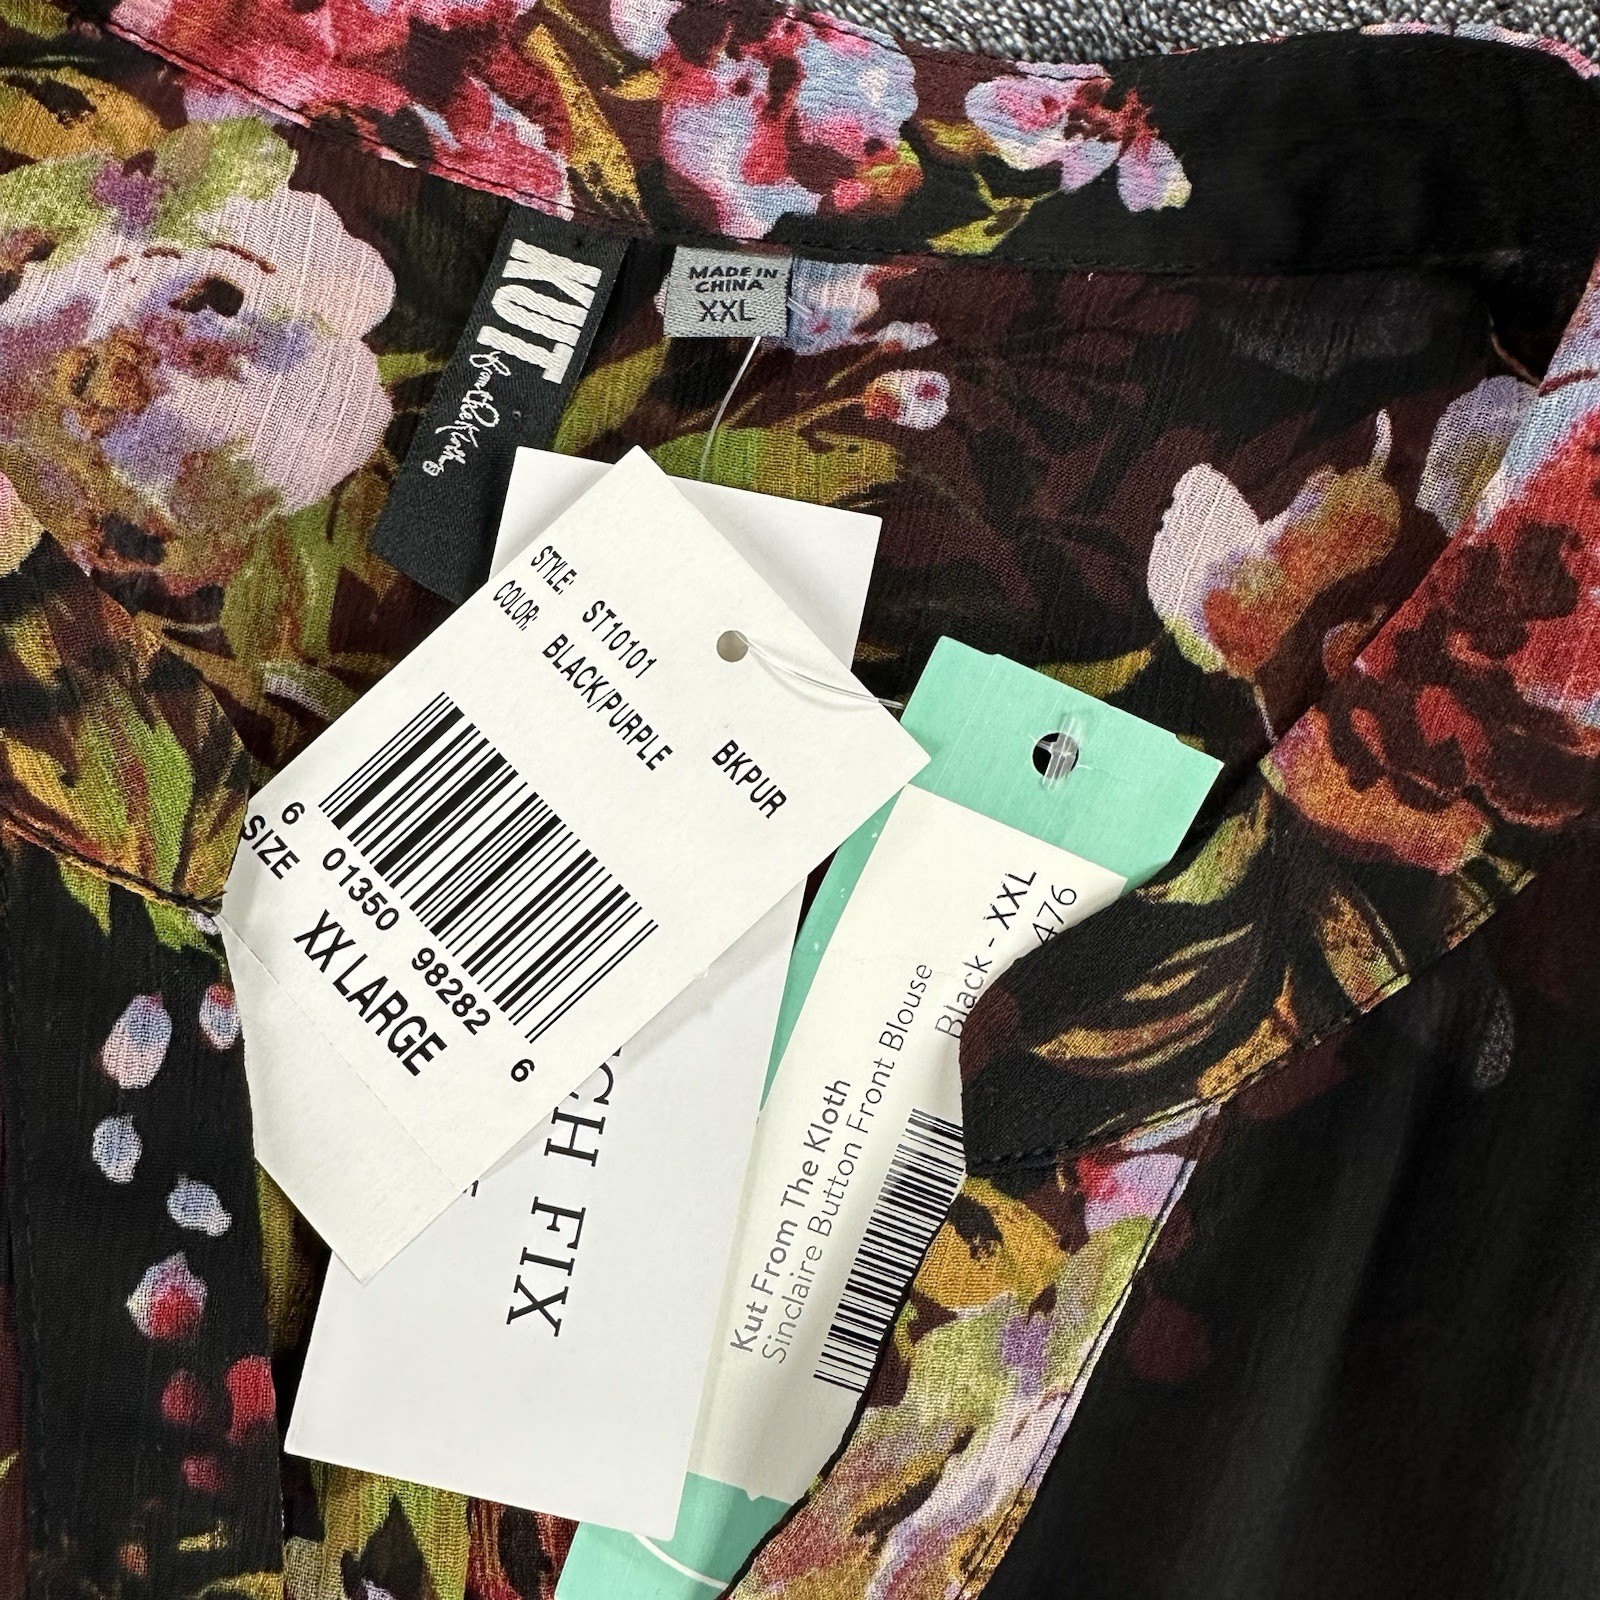 KUT
from the Kloth
MADE IN
CHINA
XXL
STYLE: ST10101
COLOR: BLACK/PURPLE BKPUR
6 01350 98282 6
SIZE
XX LARGE
FIX
Black - XXL
476
Kut From The Kloth
Sinclaire Button Front Blouse